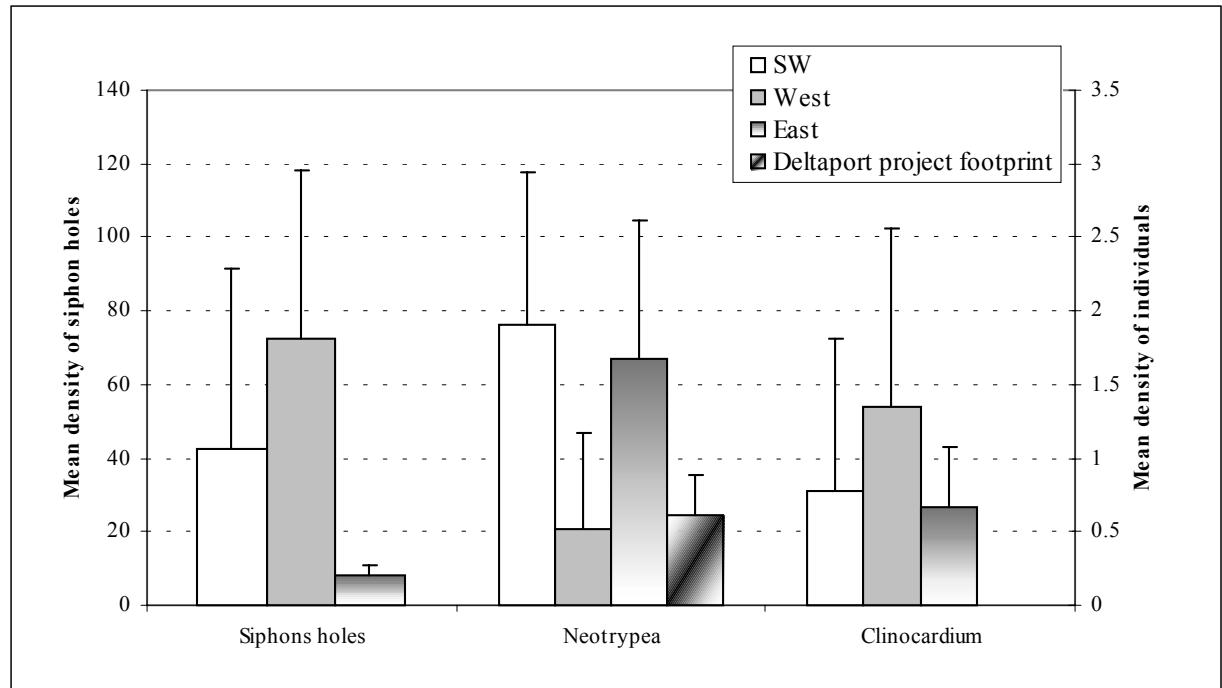 SW
West
East
Deltaport project footprint
140
120
100
80
60
40
20
0
Mean density of siphon holes
3.5
3
2.5
2
1.5
1
0.5
0
Mean density of individuals
Siphons holes
Neotrypea
Clinocardium